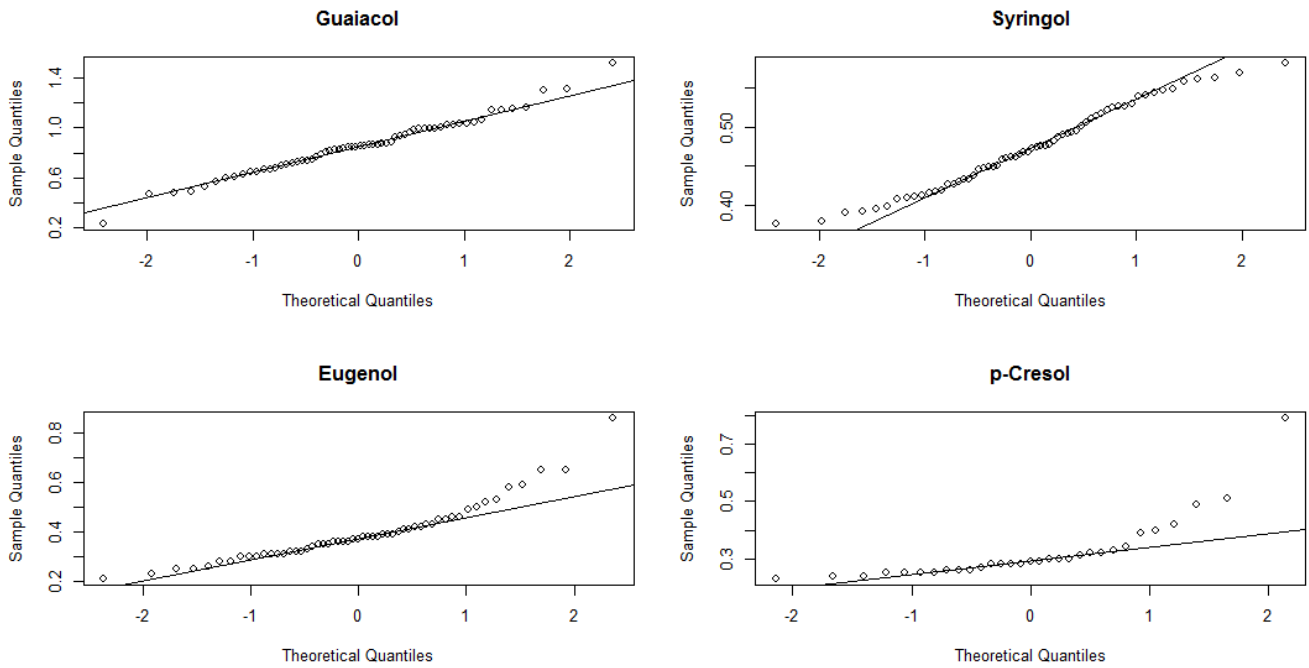 Guaiacol
Sample Quantiles
0.2 0.6 1.0 1.4
-2 -1 0 1 2
Theoretical Quantiles
Syringol
Sample Quantiles
0.40 0.50
-2 -1 0 1 2
Theoretical Quantiles
Eugenol
Sample Quantiles
0.2 0.4 0.6 0.8
-2 -1 0 1 2
Theoretical Quantiles
p-Cresol
Sample Quantiles
0.3 0.5 0.7
-2 -1 0 1 2
Theoretical Quantiles